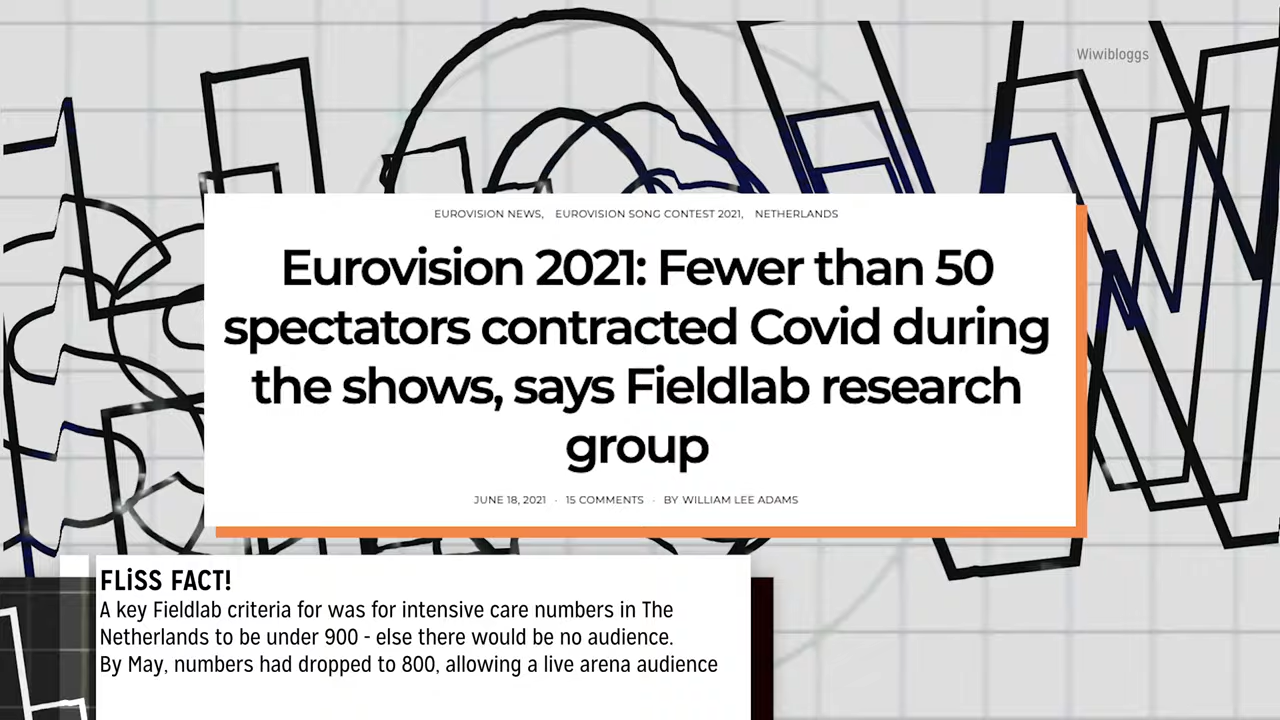 Wiwibloggs
EUROVISION NEWS, EUROVISION SONG CONTEST 2021, NETHERLANDS
Eurovision 2021: Fewer than 50
spectators contracted Covid during
the shows, says Fieldlab research
group
JUNE 18, 2021 · 15 COMMENTS · BY WILLIAM LEE ADAMS
FLiSS FACT!
A key Fieldlab criteria for was for intensive care numbers in The
Netherlands to be under 900 - else there would be no audience.
By May, numbers had dropped to 800, allowing a live arena audience